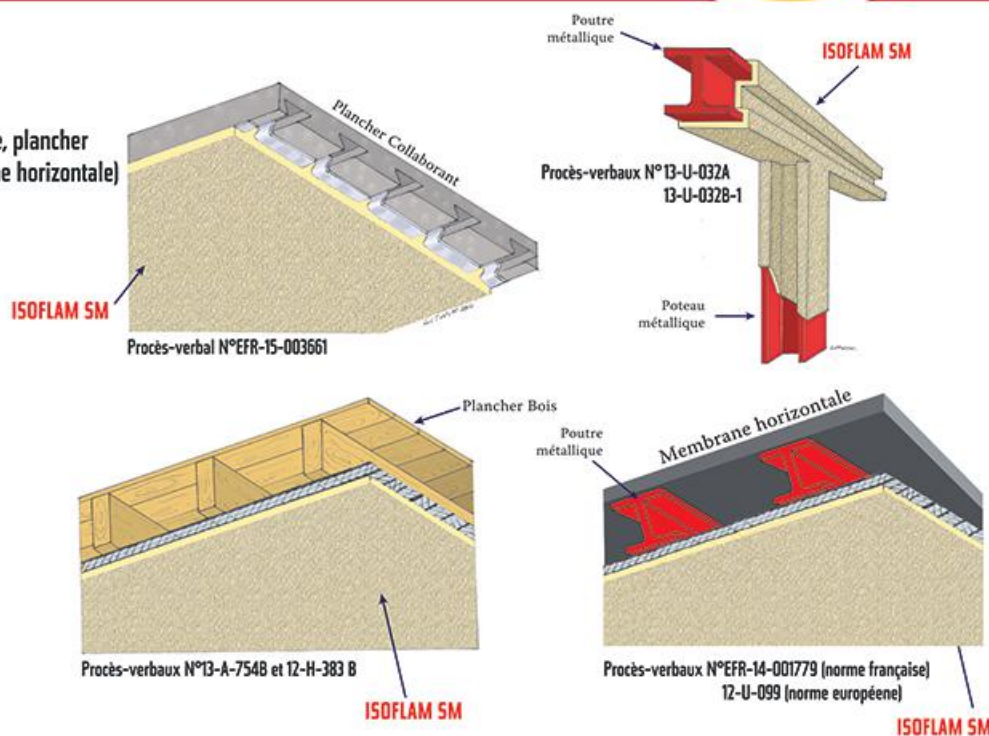 e, plancher
ne horizontale)
Plancher Collaborant
ISOFLAM SM
Procès-verbal N°EFR-15-003661
Poutre
métallique
ISOFLAM SM
Procès-verbaux N°13-U-032A
13-U-032B-1
Poteau
métallique
Plancher Bois
Procès-verbaux N°13-A-754B et 12-H-383 B
ISOFLAM SM
Poutre
métallique
Membrane horizontale
Procès-verbaux N°EFR-14-001779 (norme française)
12-U-099 (norme européene)
ISOFLAM SM